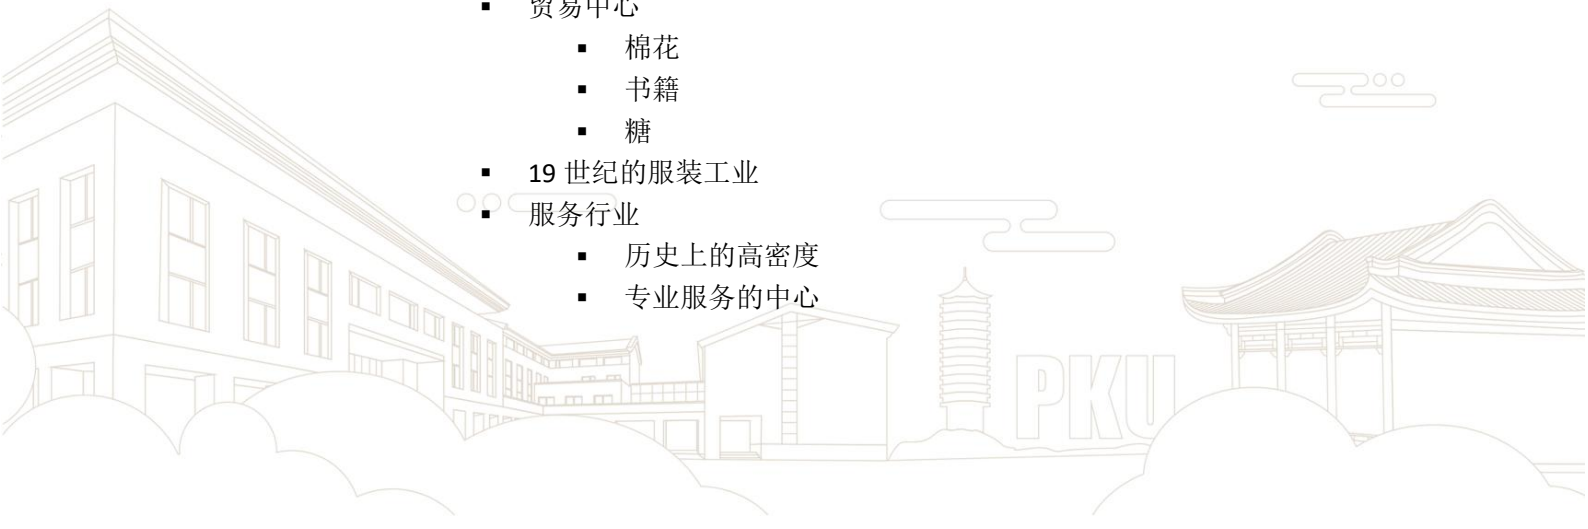 ▪ 贸易中心
▪ 棉花
▪ 书籍
▪ 糖
▪ 19 世纪的服装工业
▪ 服务行业
▪ 历史上的高密度
▪ 专业服务的中心
PKU